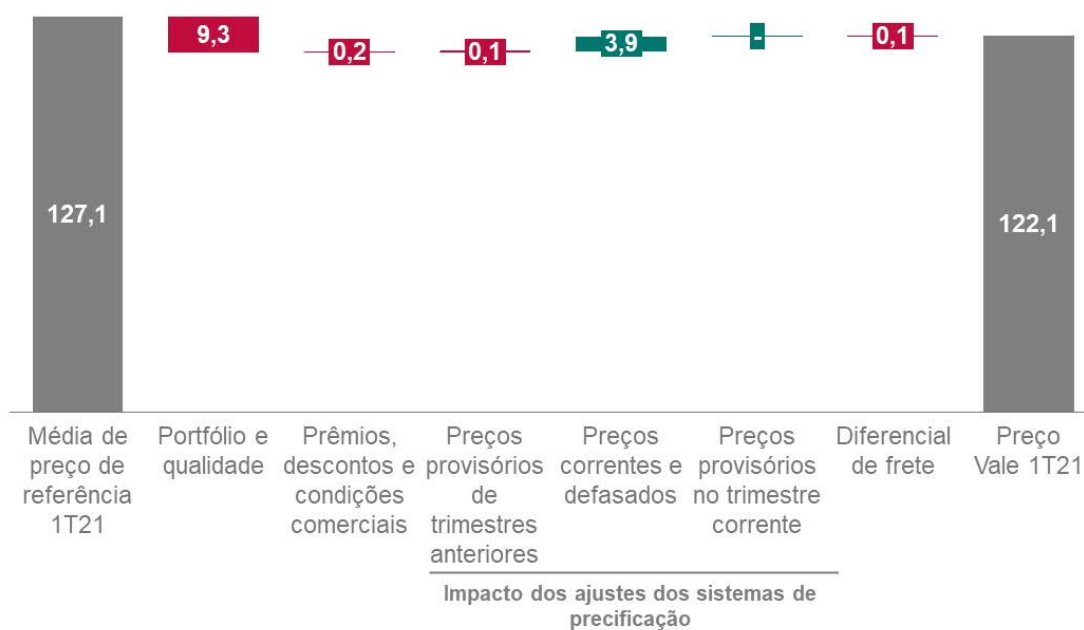 9,3
0,2
0,1
3,9
-
0,1
127,1
122,1
Média de
preço de
referência
1T21
Portfólio e
qualidade
Prêmios,
descontos e
condições
comerciais
Preços
provisórios
de
trimestres
anteriores
Preços
correntes e
defasados
Preços
provisórios
no trimestre
corrente
Diferencial
de frete
Preço
Vale 1T21
Impacto dos ajustes dos sistemas de
precificação